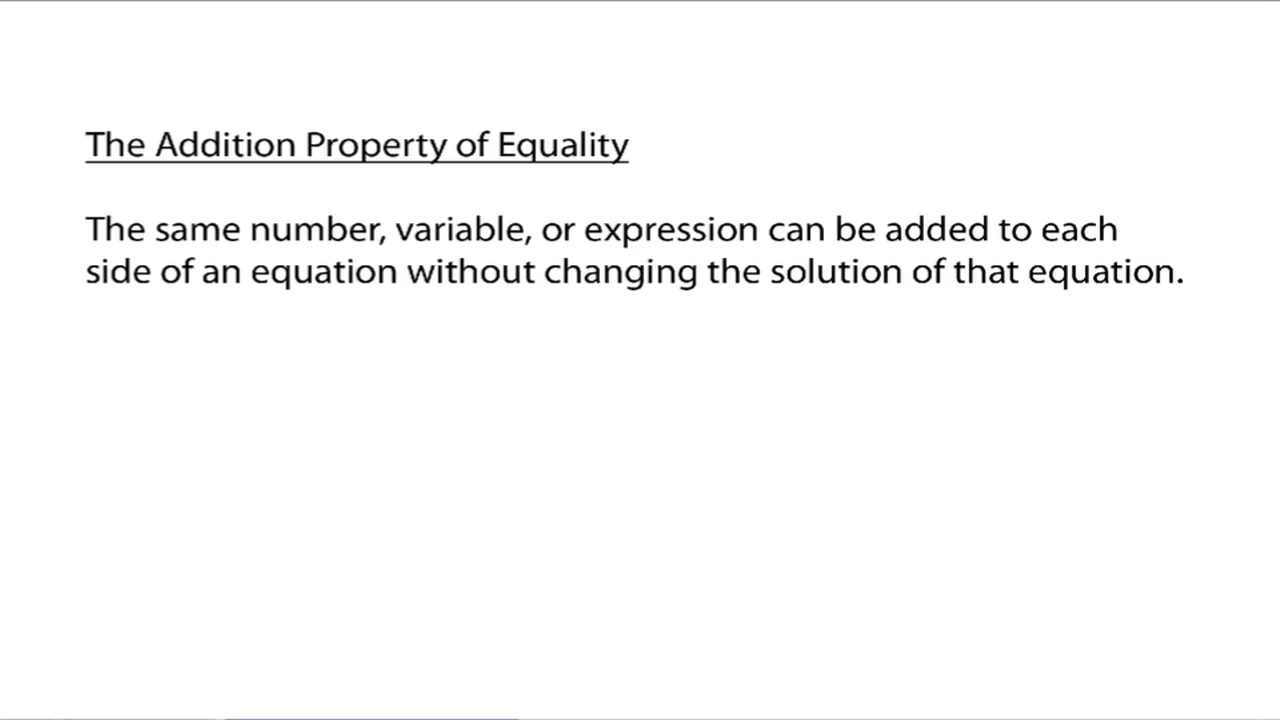 The Addition Property of Equality
The same number, variable, or expression can be added to each
side of an equation without changing the solution of that equation.